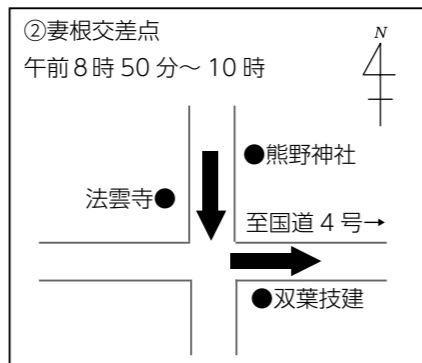 ②妻根交差点
午前8時50分~10時
N
●熊野神社
法雲寺●
至国道4号→
●双葉技建